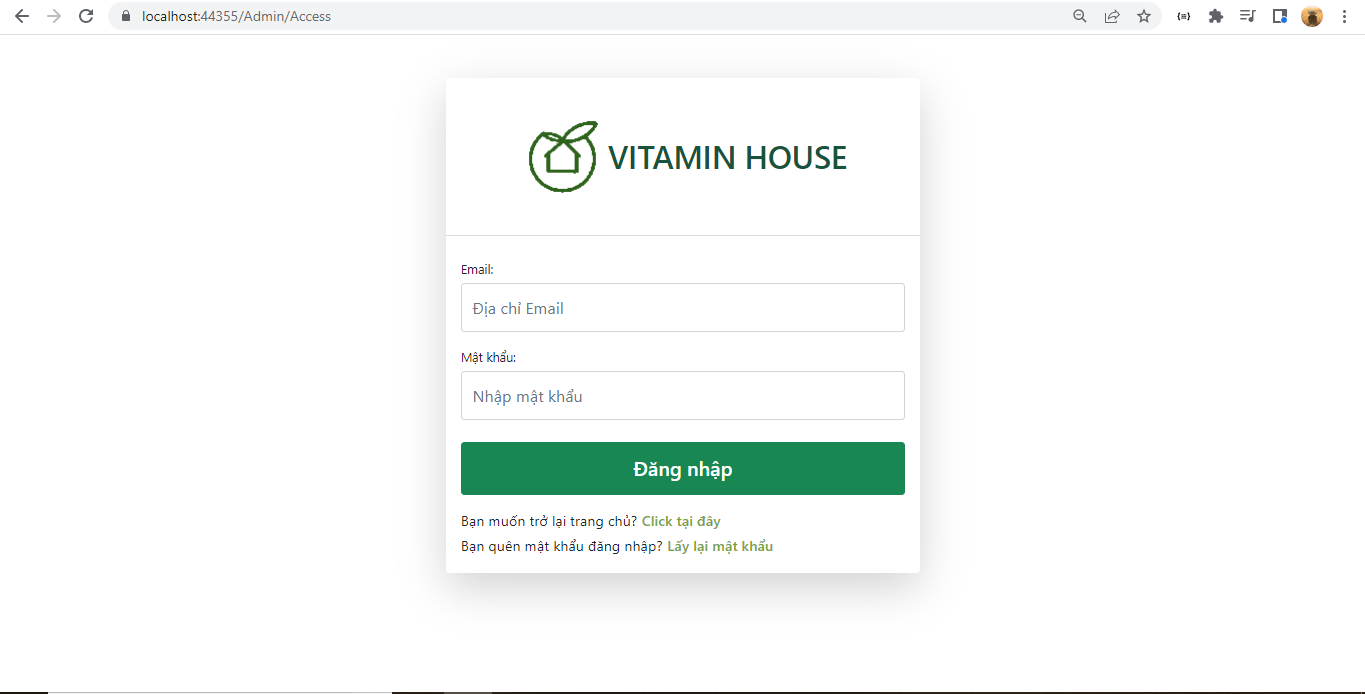 localhost:44355/Admin/Access
VITAMIN HOUSE
Email:
Địa chỉ Email
Mật khẩu:
Nhập mật khẩu
Đăng nhập
Bạn muốn trở lại trang chủ? Click tại đây
Bạn quên mật khẩu đăng nhập? Lấy lại mật khẩu